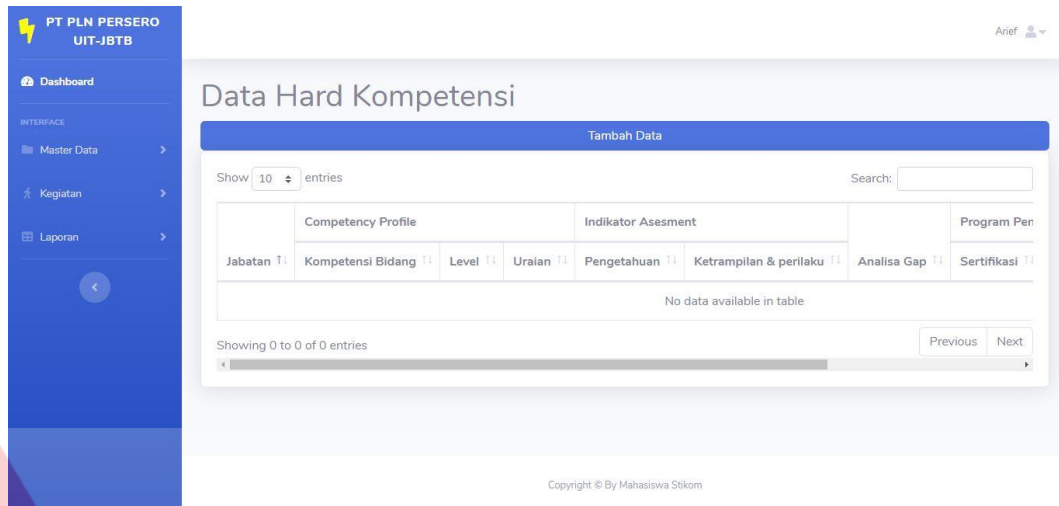 PT PLN PERSERO
UIT-JBTB
Arief
Dashboard
INTERFACE
Master Data
Kegiatan
Laporan
Data Hard Kompetensi
Tambah Data
Show 10 entries
Search:
Competency Profile Indikator Asesment Program Pen
Jabatan Kompetensi Bidang Level Uraian Pengetahuan Ketrampilan & perilaku Analisa Gap Sertifikasi
No data available in table
Showing 0 to 0 of 0 entries
Previous Next
Copyright © By Mahasiswa Stikom